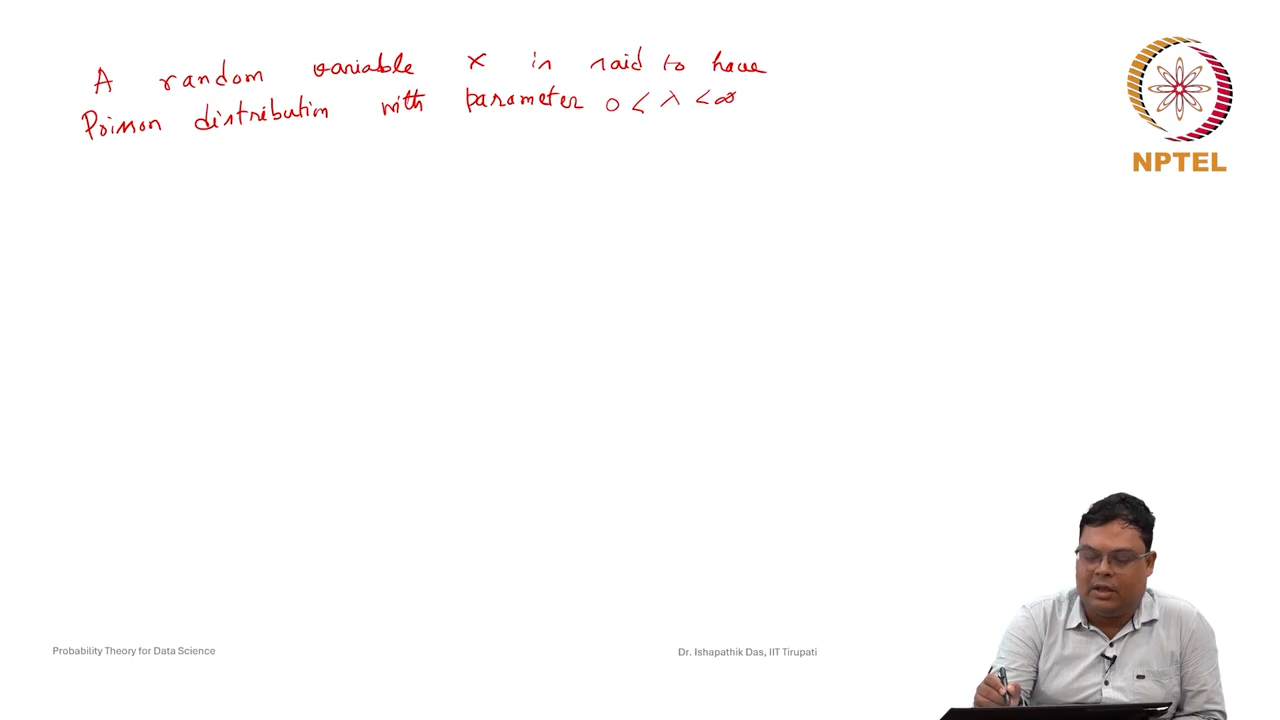 A random variable X is said to have
Poisson distribution with parameter 0 < λ < ∞
NPTEL
Probability Theory for Data Science
Dr. Ishapathik Das, IIT Tirupati